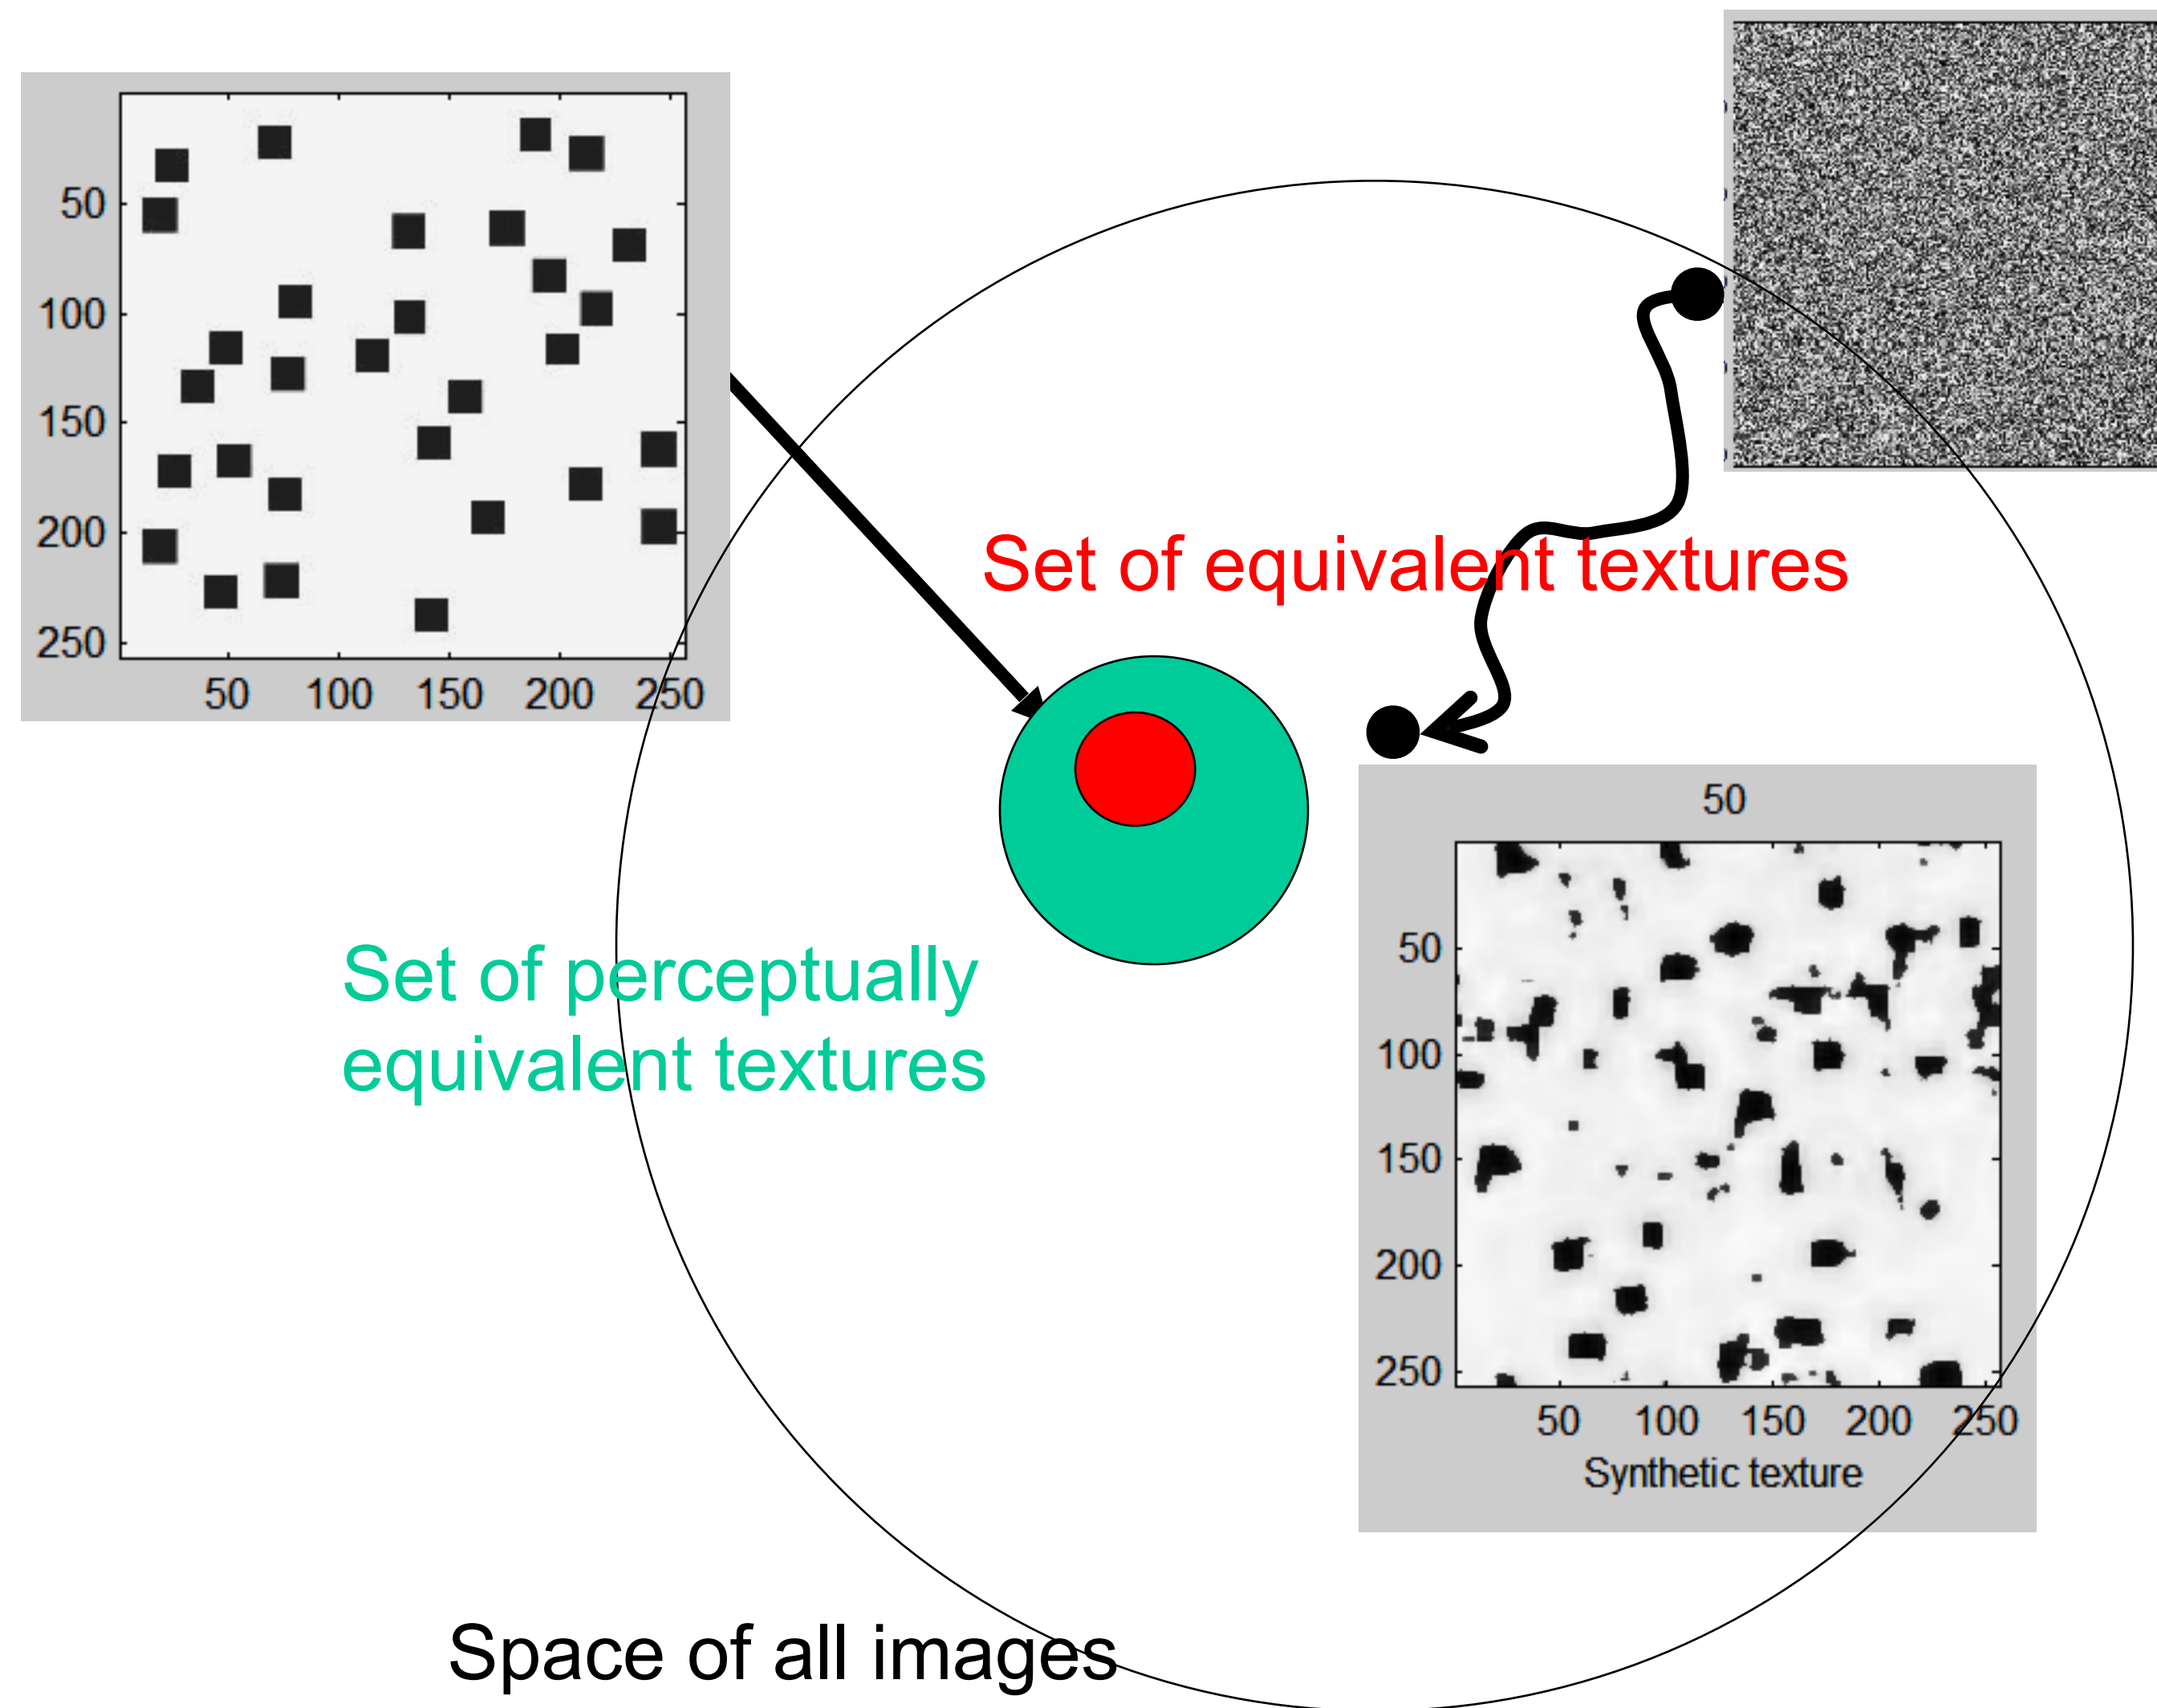 50
100
150
200
250
50 100 150 200 250
Set of equivalent textures
Set of perceptually
equivalent textures
50
50
100
150
200
250
50 100 150 200 250
Synthetic texture
Space of all images